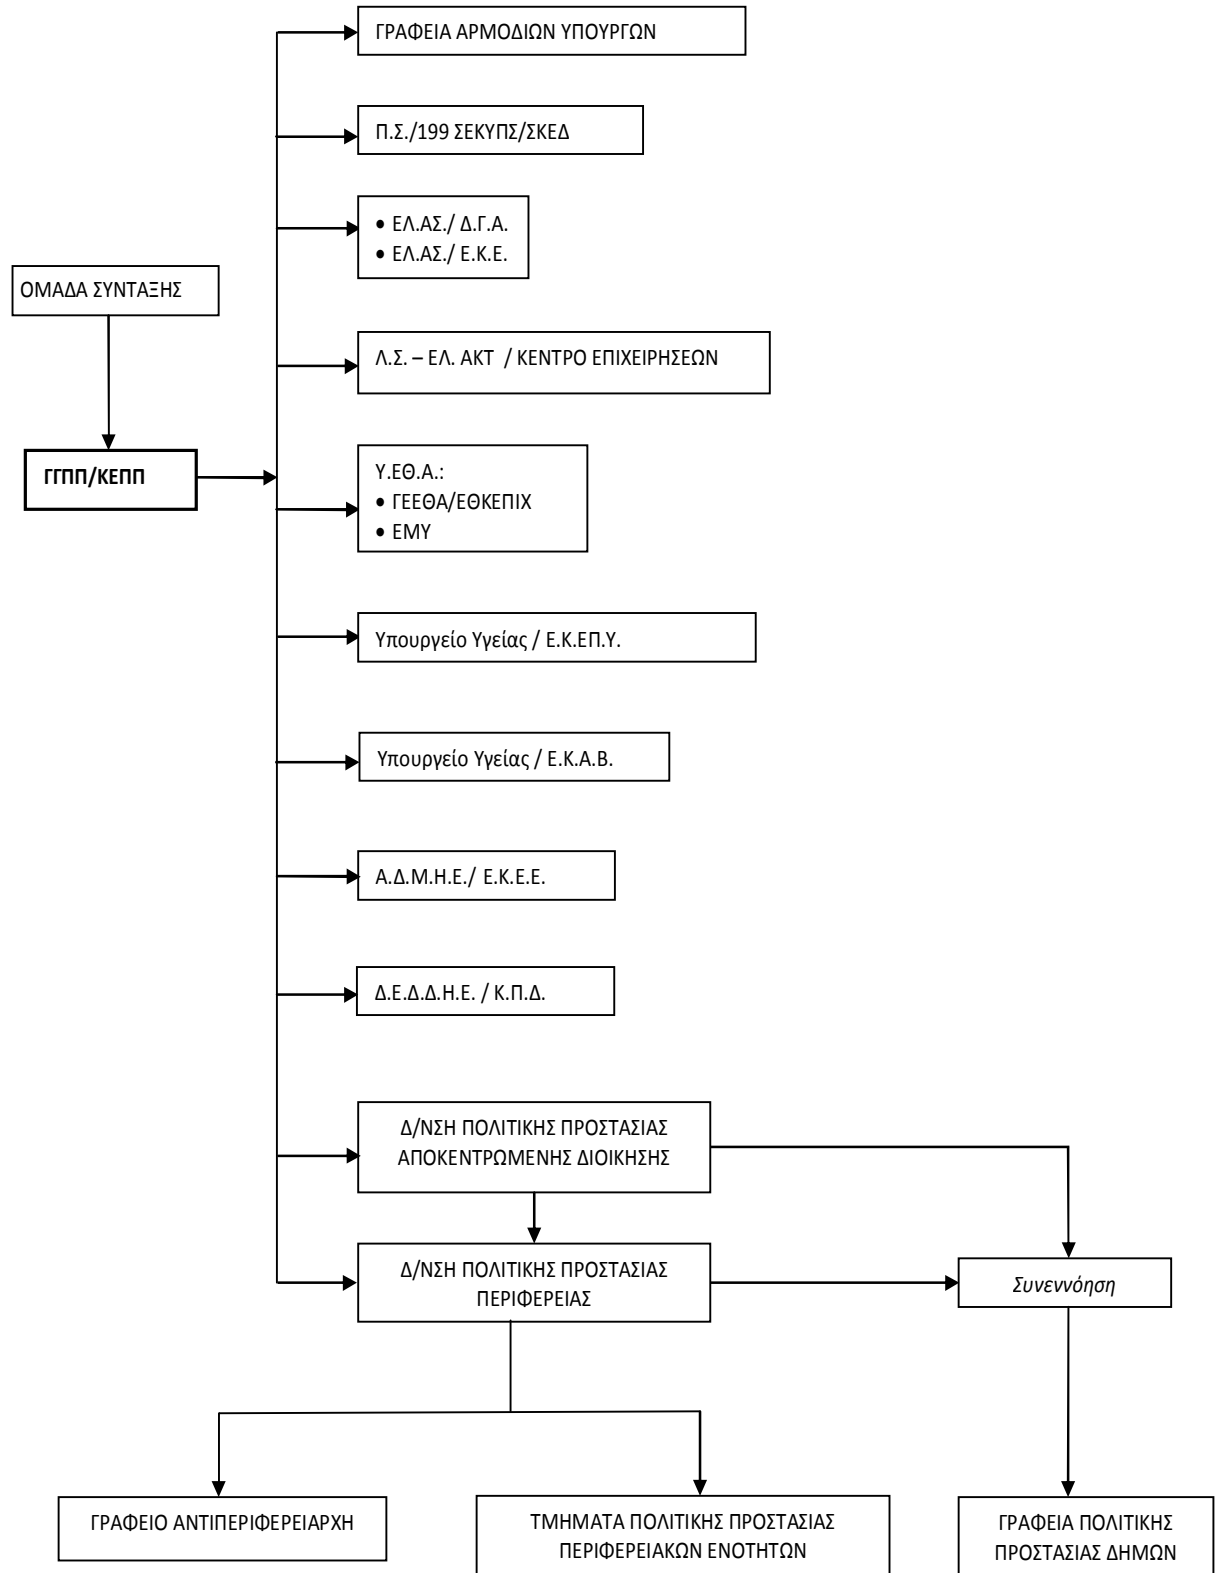 ΓΡΑΦΕΙΑ ΑΡΜΟΔΙΩΝ ΥΠΟΥΡΓΩΝ
Π.Σ./199 ΣΕΚΥΠΣ/ΣΚΕΔ
• ΕΛ.ΑΣ./ Δ.Γ.Α.
• ΕΛ.ΑΣ./ Ε.Κ.Ε.
ΟΜΑΔΑ ΣΥΝΤΑΞΗΣ
Λ.Σ. – ΕΛ. ΑΚΤ / ΚΕΝΤΡΟ ΕΠΙΧΕΙΡΗΣΕΩΝ
ΓΓΠΠ/ΚΕΠΠ
Υ.ΕΘ.Α.:
• ΓΕΕΘΑ/ΕΘΚΕΠΙΧ
• ΕΜΥ
Υπουργείο Υγείας / Ε.Κ.ΕΠ.Υ.
Υπουργείο Υγείας / Ε.Κ.Α.Β.
Α.Δ.Μ.Η.Ε./ Ε.Κ.Ε.Ε.
Δ.Ε.Δ.Δ.Η.Ε. / Κ.Π.Δ.
Δ/ΝΣΗ ΠΟΛΙΤΙΚΗΣ ΠΡΟΣΤΑΣΙΑΣ
ΑΠΟΚΕΝΤΡΩΜΕΝΗΣ ΔΙΟΙΚΗΣΗΣ
Δ/ΝΣΗ ΠΟΛΙΤΙΚΗΣ ΠΡΟΣΤΑΣΙΑΣ
ΠΕΡΙΦΕΡΕΙΑΣ
Συνεννόηση
ΓΡΑΦΕΙΟ ΑΝΤΙΠΕΡΙΦΕΡΕΙΑΡΧΗ
ΤΜΗΜΑΤΑ ΠΟΛΙΤΙΚΗΣ ΠΡΟΣΤΑΣΙΑΣ
ΠΕΡΙΦΕΡΕΙΑΚΩΝ ΕΝΟΤΗΤΩΝ
ΓΡΑΦΕΙΑ ΠΟΛΙΤΙΚΗΣ
ΠΡΟΣΤΑΣΙΑΣ ΔΗΜΩΝ